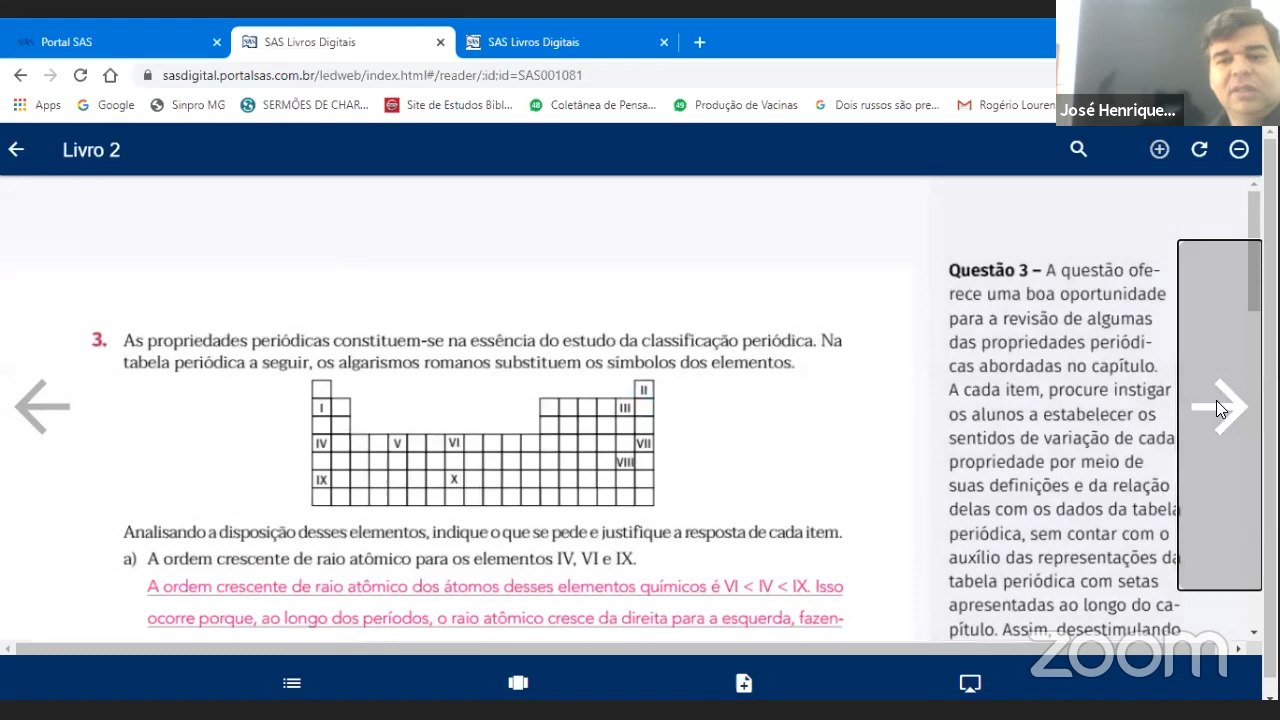 Portal SAS
SAS Livros Digitais
SAS Livros Digitais
sasdigital.portalsas.com.br/ledweb/index.html#/reader/:id:id=SAS001081
Apps Google Sinpro MG SERMÕES DE CHAR... Site de Estudos Bibl... Coletânea de Pensa... Produção de Vacinas Dois russos são pre... Rogério Louren
José Henrique...
Livro 2
3. As propriedades periódicas constituem-se na essência do estudo da classificação periódica. Na
tabela periódica a seguir, os algarismos romanos substituem os símbolos dos elementos.
II
I III
IV V VI VII
VIII
IX X
Analisando a disposição desses elementos, indique o que se pede e justifique a resposta de cada item.
a) A ordem crescente de raio atômico para os elementos IV, VI e IX.
A ordem crescente de raio atômico dos átomos desses elementos químicos é VI < IV < IX. Isso
ocorre porque, ao longo dos períodos, o raio atômico cresce da direita para a esquerda, fazen-
Questão 3 – A questão ofe-
rece uma boa oportunidade
para a revisão de algumas
das propriedades periódi-
cas abordadas no capítulo.
A cada item, procure instigar
os alunos a estabelecer os
sentidos de variação de cada
propriedade por meio de
suas definições e da relação
delas com os dados da tabela
periódica, sem contar com o
auxílio das representações da
tabela periódica com setas
apresentadas ao longo do ca-
pítulo. Assim, desestimulando
zoom